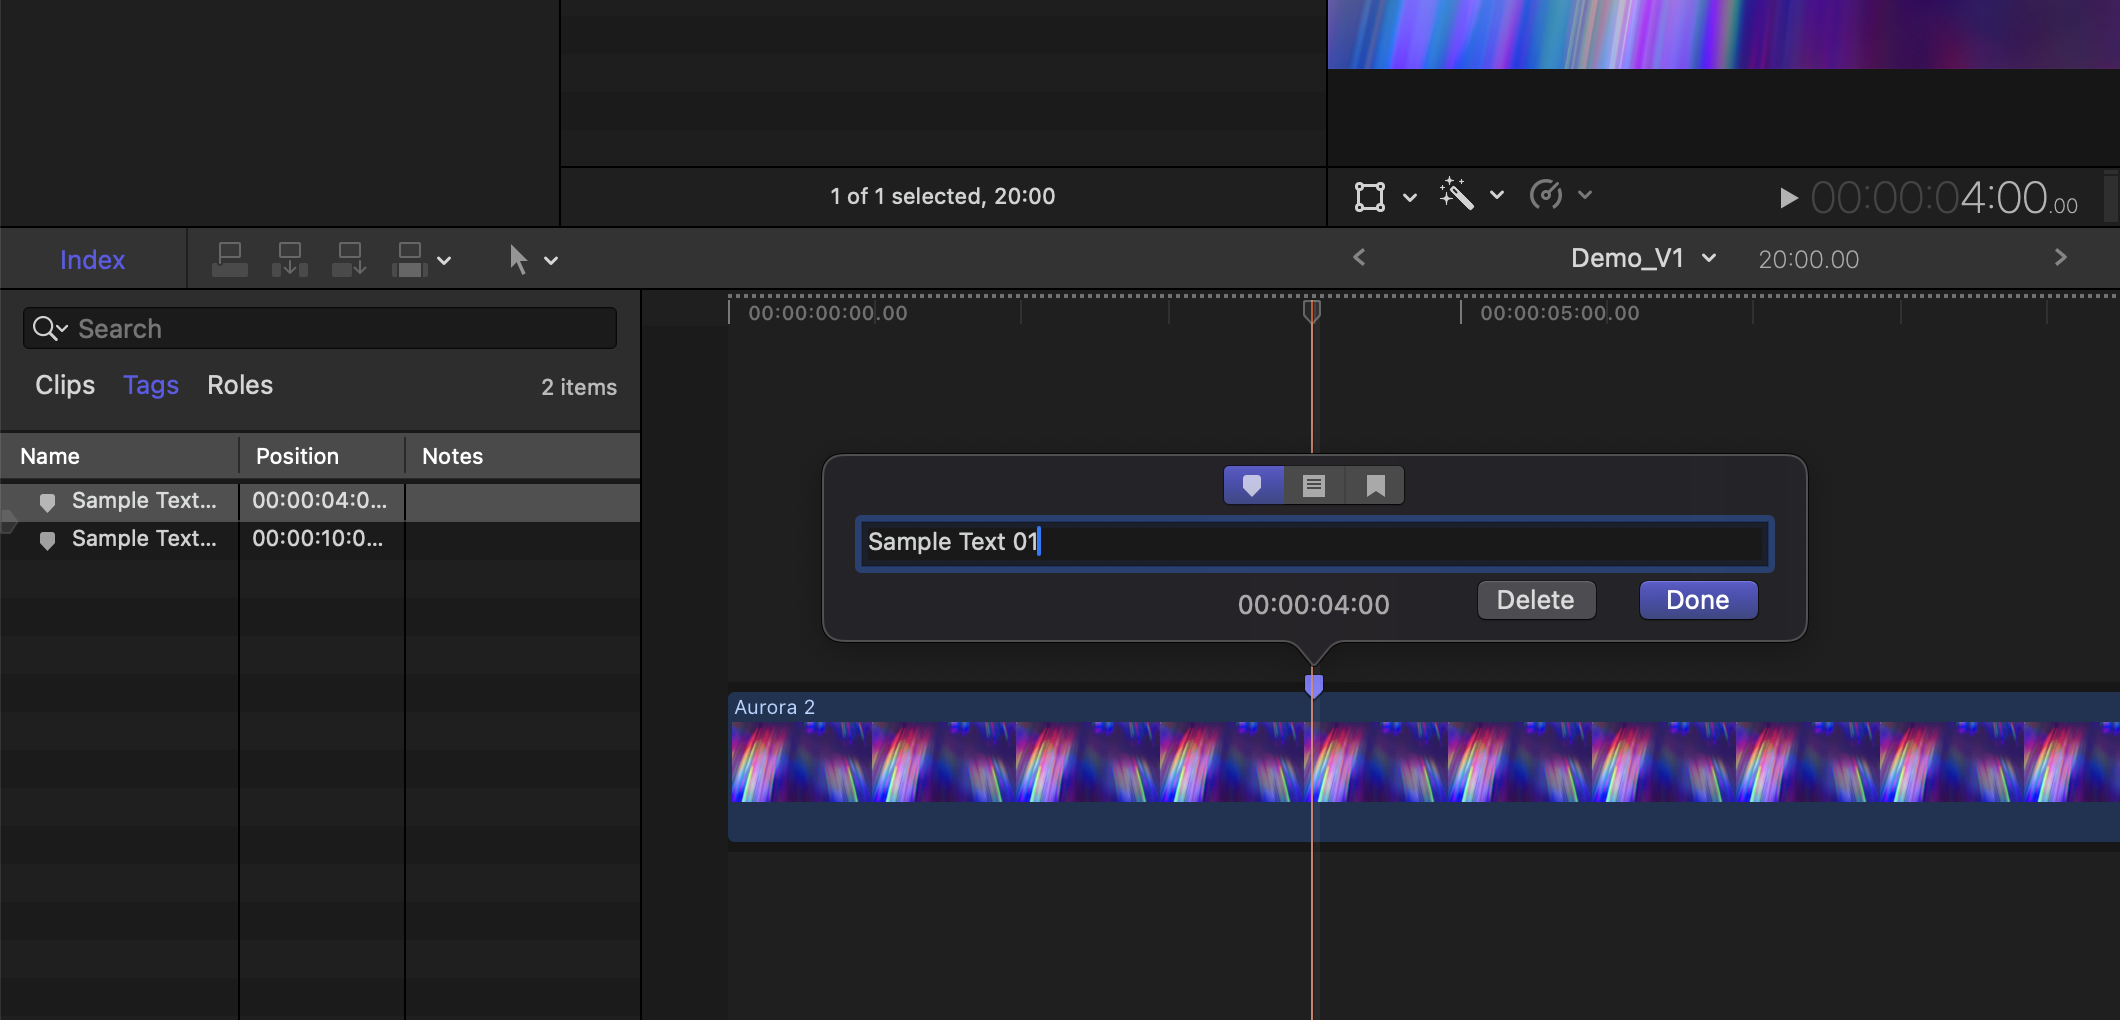 1 of 1 selected, 20:00
00:00:04:00.00
Index
Demo_V1
20:00.00
Search
00:00:00:00.00
00:00:05:00.00
Clips
Tags
Roles
2 items
Name
Position
Notes
Sample Text...
00:00:04:0...
Sample Text...
00:00:10:0...
Sample Text 01
00:00:04:00
Delete
Done
Aurora 2